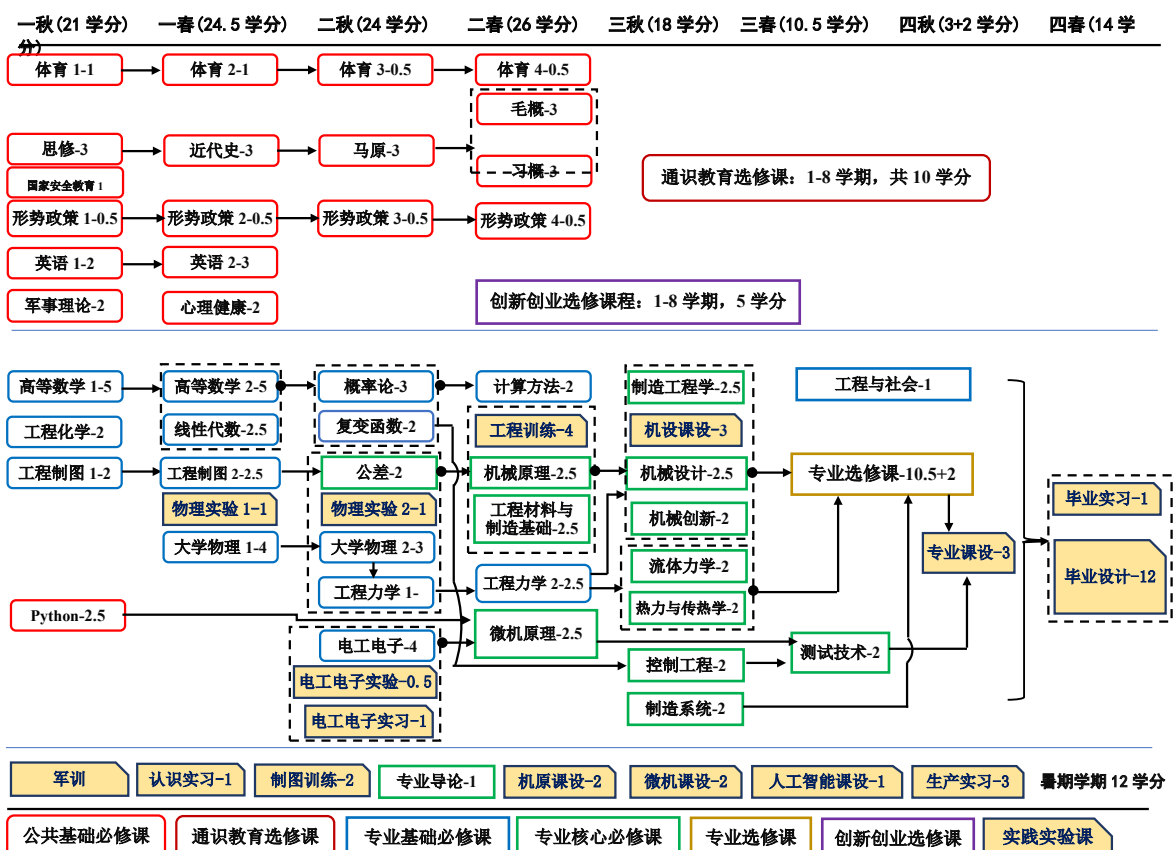 一秋(21 学分) 一春(24.5 学分) 二秋(24 学分) 二春(26 学分) 三秋(18 学分) 三春(10.5 学分) 四秋(3+2 学分) 四春(14 学
分)
体育 1-1 体育 2-1 体育 3-0.5 体育 4-0.5
毛概-3
思修-3 近代史-3 马原-3
习概-3
通识教育选修课：1-8 学期，共 10 学分
国家安全教育 1
形势政策 1-0.5 形势政策 2-0.5 形势政策 3-0.5 形势政策 4-0.5
英语 1-2 英语 2-3
军事理论-2 心理健康-2
创新创业选修课程：1-8 学期，5 学分
高等数学 1-5 高等数学 2-5 概率论-3 计算方法-2 制造工程学-2.5 工程与社会-1
工程化学-2 线性代数-2.5 复变函数-2 工程训练-4 机设课设-3
工程制图 1-2 工程制图 2-2.5 公差-2 机械原理-2.5 机械设计-2.5 专业选修课-10.5+2
物理实验 1-1 物理实验 2-1 工程材料与
制造基础-2.5
机械创新-2 毕业实习-1
大学物理 1-4 大学物理 2-3 流体力学-2 专业课设-3
工程力学 1- 工程力学 2-2.5 热力与传热学-2 毕业设计-12
Python-2.5
电工电子-4 微机原理-2.5 控制工程-2 测试技术-2
电工电子实验-0.5
电工电子实习-1 制造系统-2
军训 认识实习-1 制图训练-2 专业导论-1 机原课设-2 微机课设-2 人工智能课设-1 生产实习-3 暑期学期 12 学分
公共基础必修课 通识教育选修课 专业基础必修课 专业核心必修课 专业选修课 创新创业选修课 实践实验课